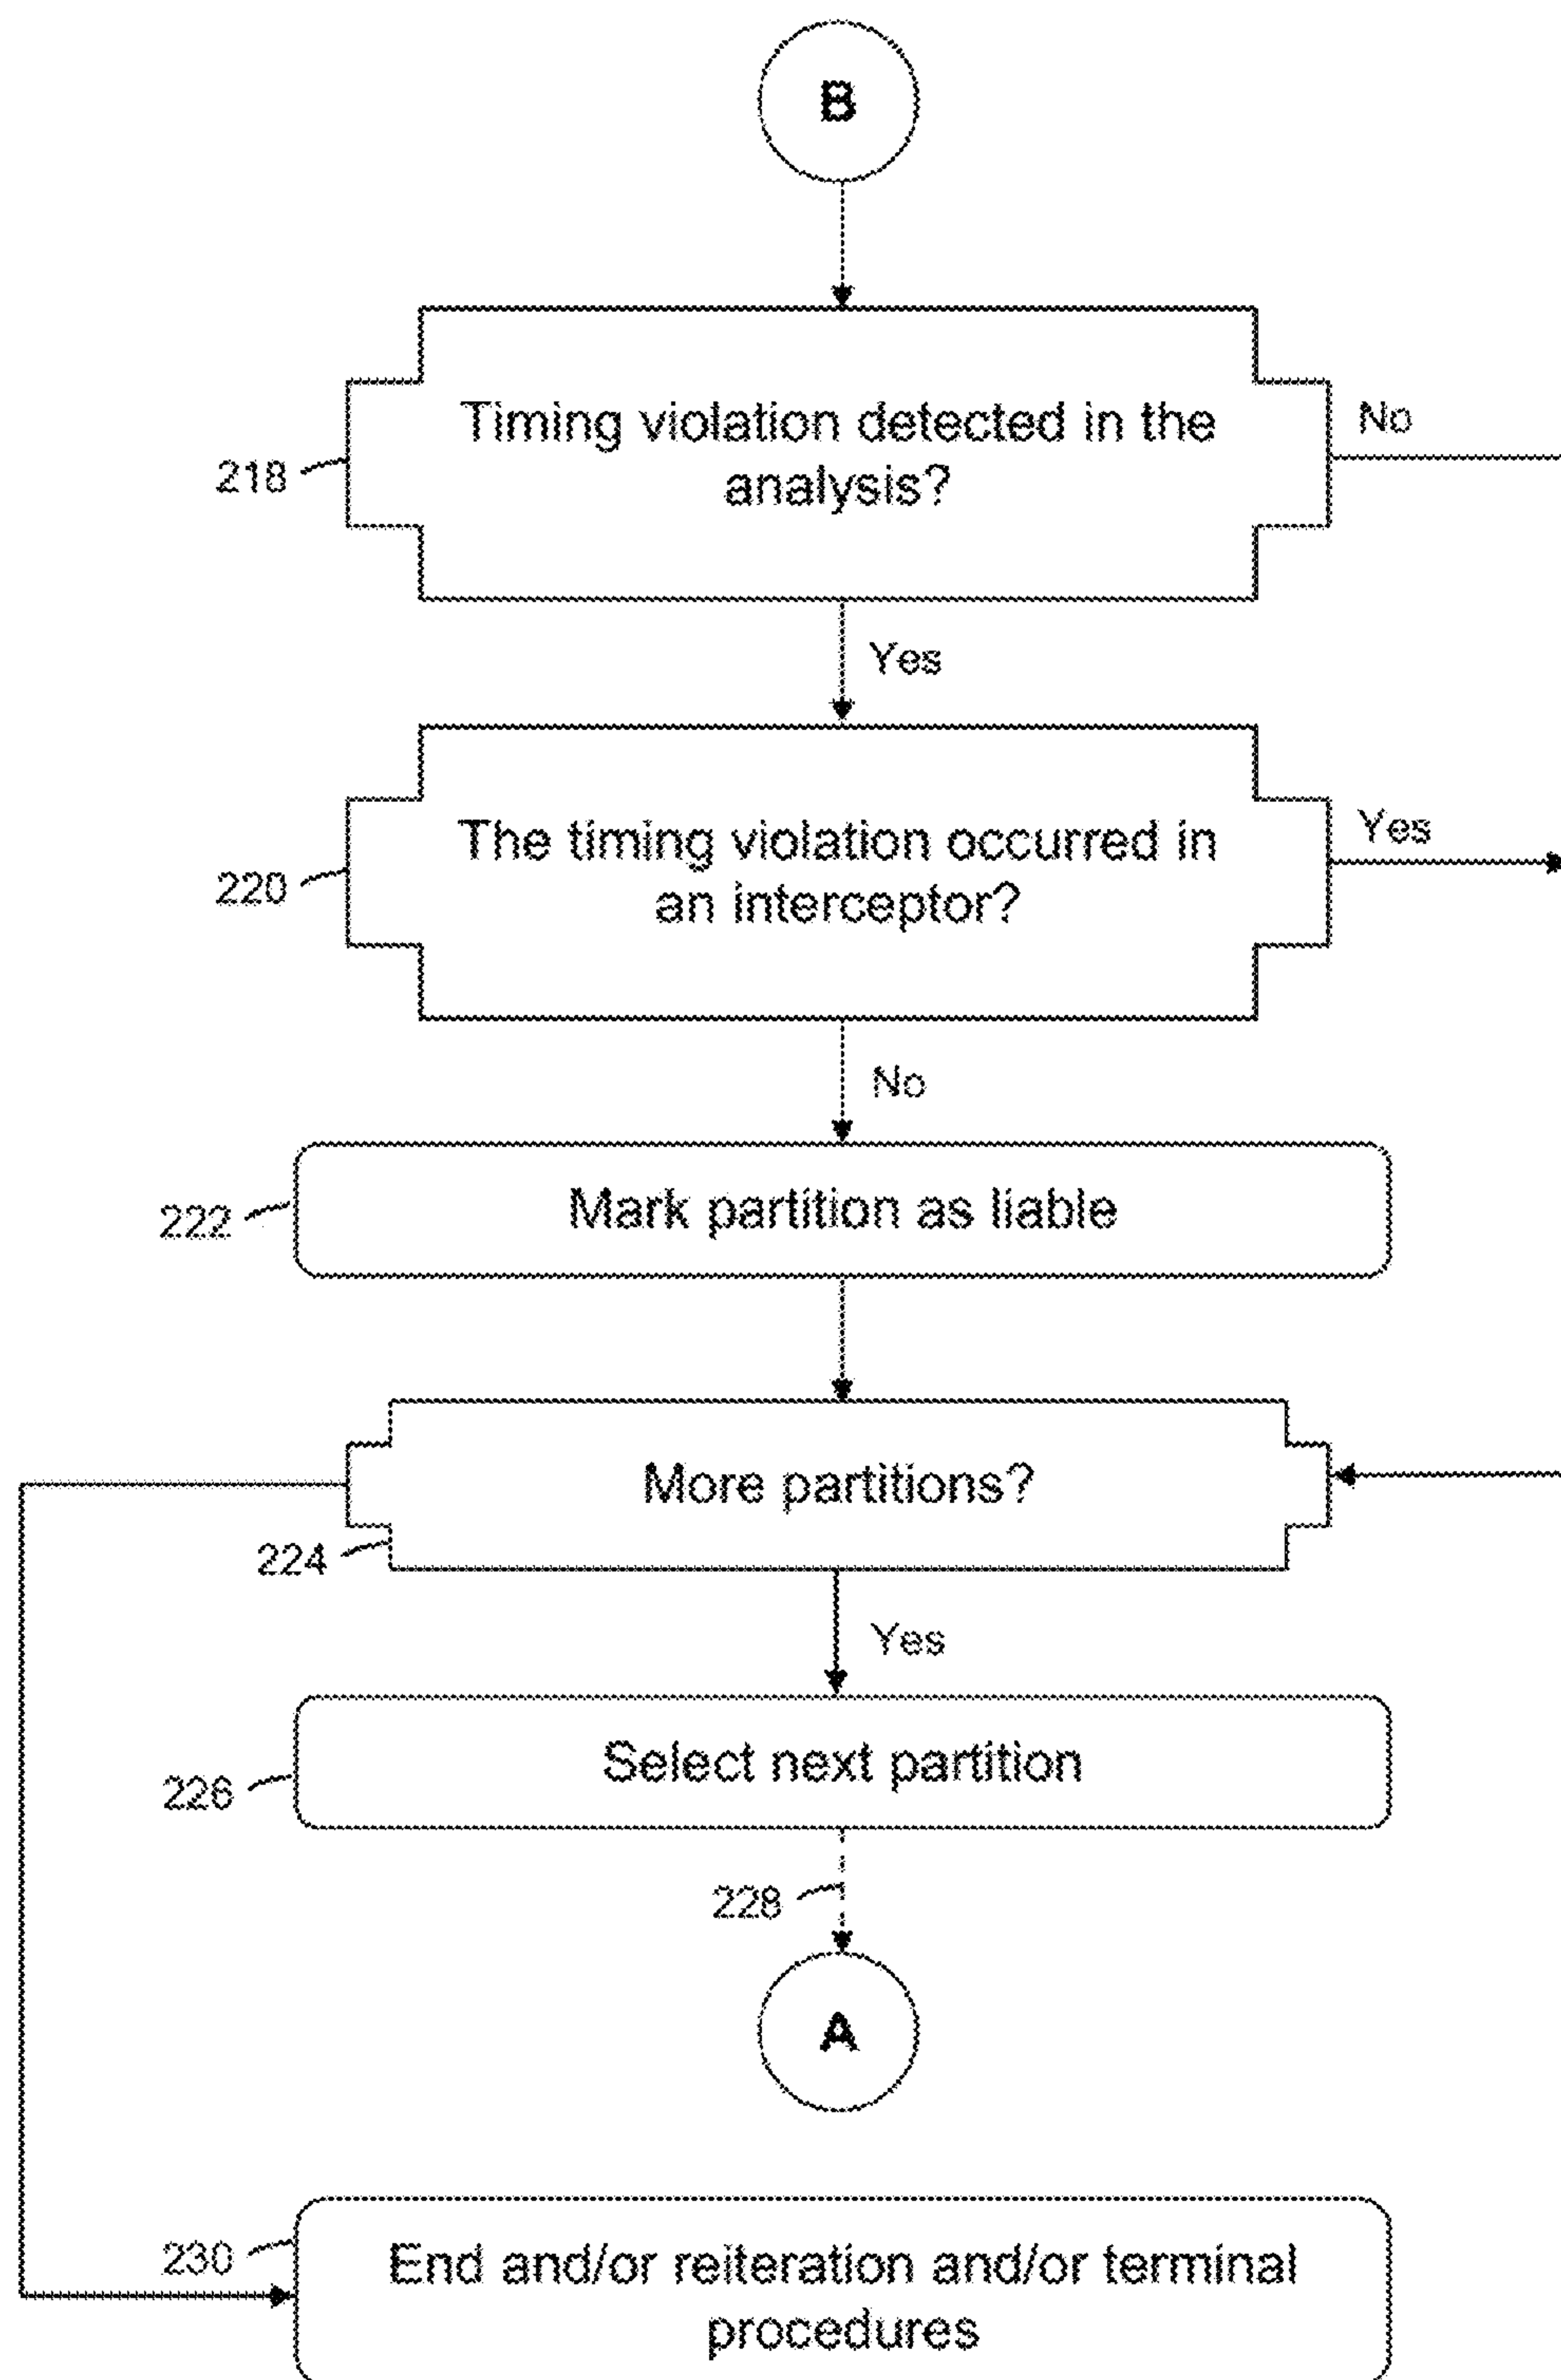 B
Timing violation detected in the
analysis?
No
218
Yes
The timing violation occurred in
an interceptor?
Yes
220
No
Mark partition as liable
222
More partitions?
224
Yes
Select next partition
226
228
A
230
End and/or reiteration and/or terminal
procedures